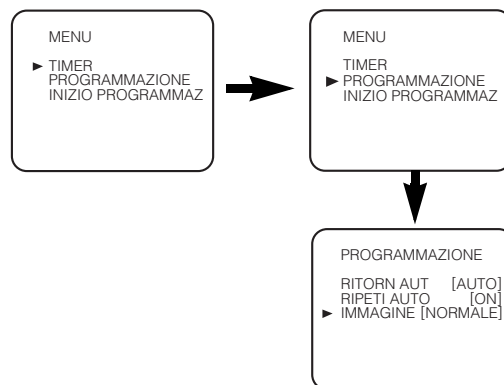 MENU
TIMER
PROGRAMMAZIONE
INIZIO PROGRAMMAZ
MENU
TIMER
PROGRAMMAZIONE
INIZIO PROGRAMMAZ
PROGRAMMAZIONE
RITORN AUT [AUTO]
RIPETI AUTO [ON]
IMMAGINE [NORMALE]